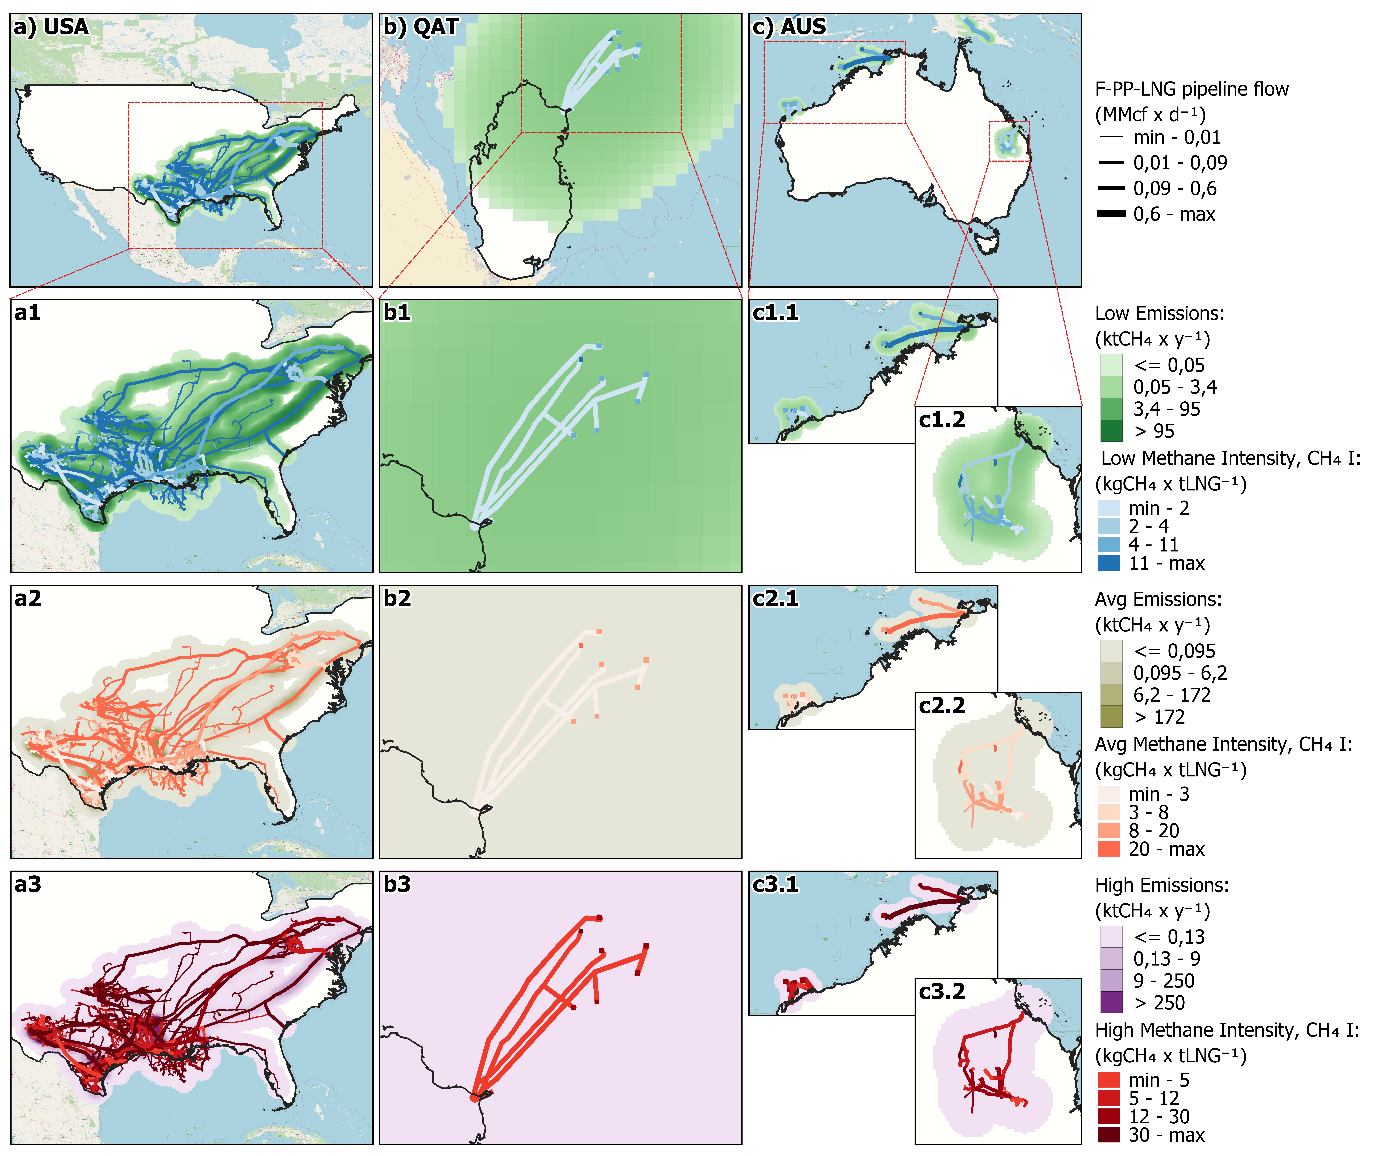 a) USA
b) QAT
c) AUS
F-PP-LNG pipeline flow
(MMcf x d⁻¹)
min - 0,01
0,01 - 0,09
0,09 - 0,6
0,6 - max
a1
b1
c1.1
c1.2
Low Emissions:
(ktCH₄ x y⁻¹)
<= 0,05
0,05 - 3,4
3,4 - 95
> 95
Low Methane Intensity, CH₄ I:
(kgCH₄ x tLNG⁻¹)
min - 2
2 - 4
4 - 11
11 - max
a2
b2
c2.1
c2.2
Avg Emissions:
(ktCH₄ x y⁻¹)
<= 0,095
0,095 - 6,2
6,2 - 172
> 172
Avg Methane Intensity, CH₄ I:
(kgCH₄ x tLNG⁻¹)
min - 3
3 - 8
8 - 20
20 - max
a3
b3
c3.1
c3.2
High Emissions:
(ktCH₄ x y⁻¹)
<= 0,13
0,13 - 9
9 - 250
> 250
High Methane Intensity, CH₄ I:
(kgCH₄ x tLNG⁻¹)
min - 5
5 - 12
12 - 30
30 - max